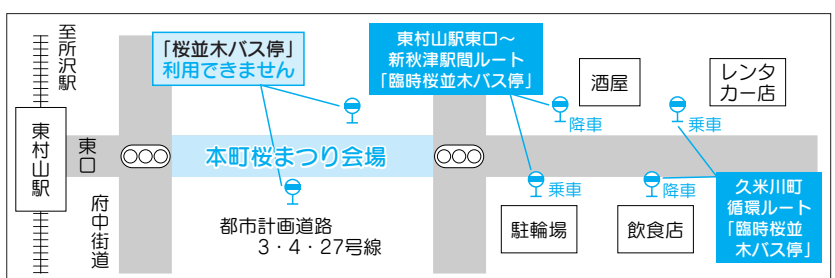 至所沢駅
東村山駅
東口
府中街道
「桜並木バス停」
利用できません
本町桜まつり会場
都市計画道路
3・4・27号線
東村山駅東口～
新秋津駅間ルート
「臨時桜並木バス停」
降車
酒屋
レンタ
カー店
乗車
乗車
駐輪場
降車
飲食店
久米川町
循環ルート
「臨時桜並
木バス停」